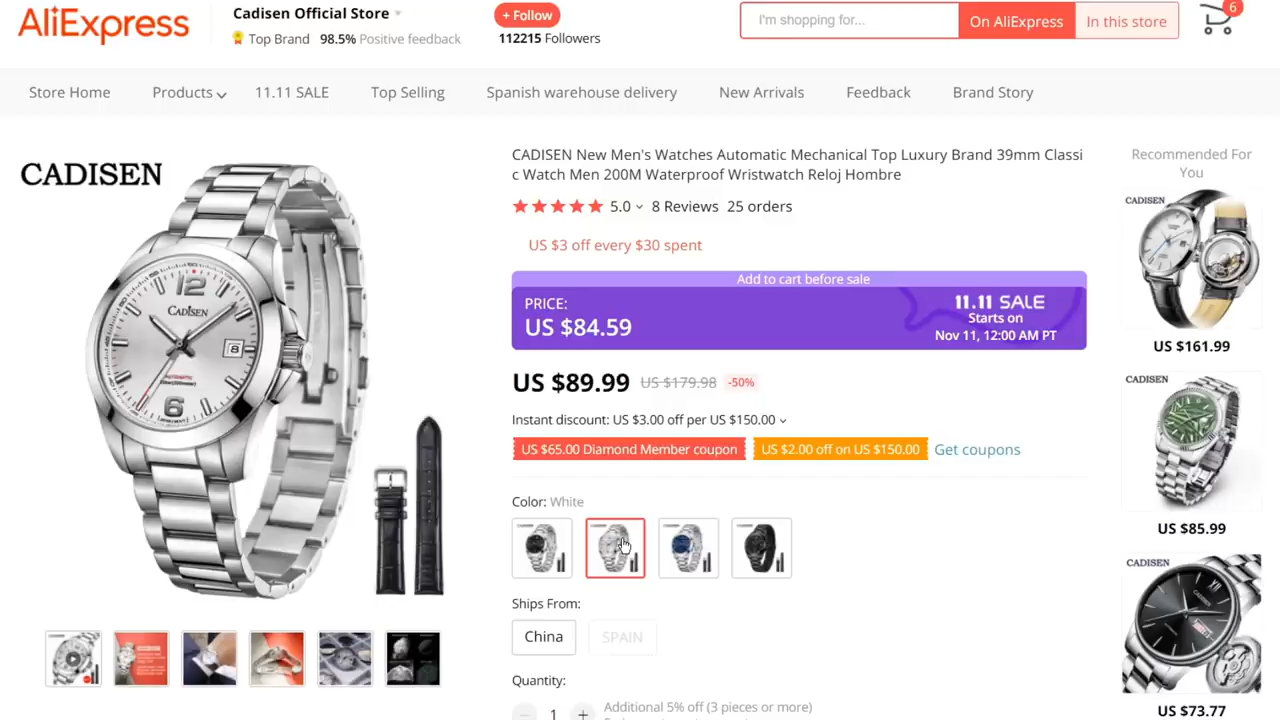 AliExpress
Cadisen Official Store
Top Brand 98.5% Positive feedback
+ Follow
112215 Followers
I'm shopping for...
On AliExpress
In this store
6
Store Home
Products
11.11 SALE
Top Selling
Spanish warehouse delivery
New Arrivals
Feedback
Brand Story
CADISEN
12
CADISEN
8
AUTOMATIC
6
CADISEN New Men's Watches Automatic Mechanical Top Luxury Brand 39mm Classi
c Watch Men 200M Waterproof Wristwatch Reloj Hombre
5.0 8 Reviews 25 orders
US $3 off every $30 spent
Add to cart before sale
PRICE:
US $84.59
11.11 SALE
Starts on
Nov 11, 12:00 AM PT
US $89.99 US $179.98 -50%
Instant discount: US $3.00 off per US $150.00
US $65.00 Diamond Member coupon
US $2.00 off on US $150.00
Get coupons
Color: White
Ships From:
China
SPAIN
Quantity:
1 +
Additional 5% off (3 pieces or more)
Recommended For
You
CADISEN
US $161.99
CADISEN
US $85.99
CADISEN
CADISEN
US $73.77